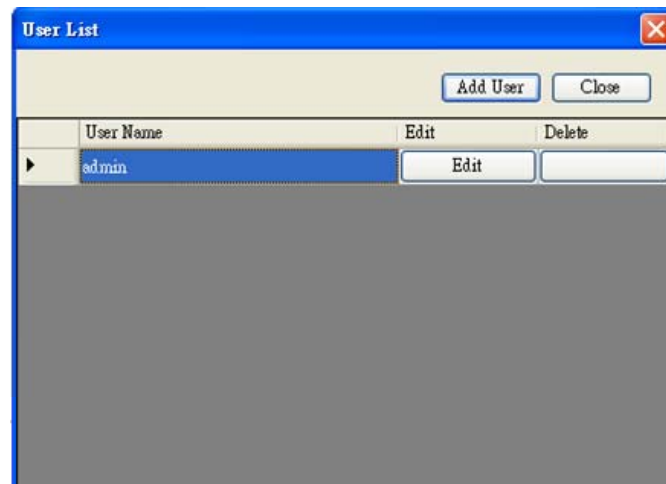 User List
Add User Close
User Name Edit Delete
admin Edit